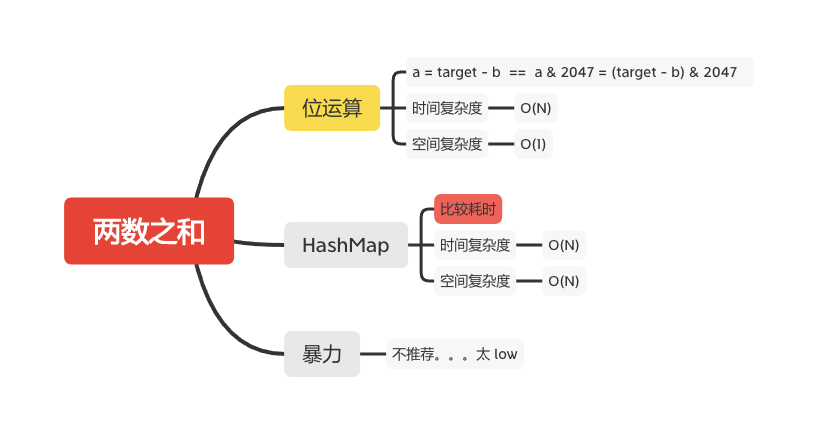 两数之和
位运算
a = target - b == a & 2047 = (target - b) & 2047
时间复杂度
O(N)
空间复杂度
O(1)
HashMap
比较耗时
时间复杂度
O(N)
空间复杂度
O(N)
暴力
不推荐。。。太 low